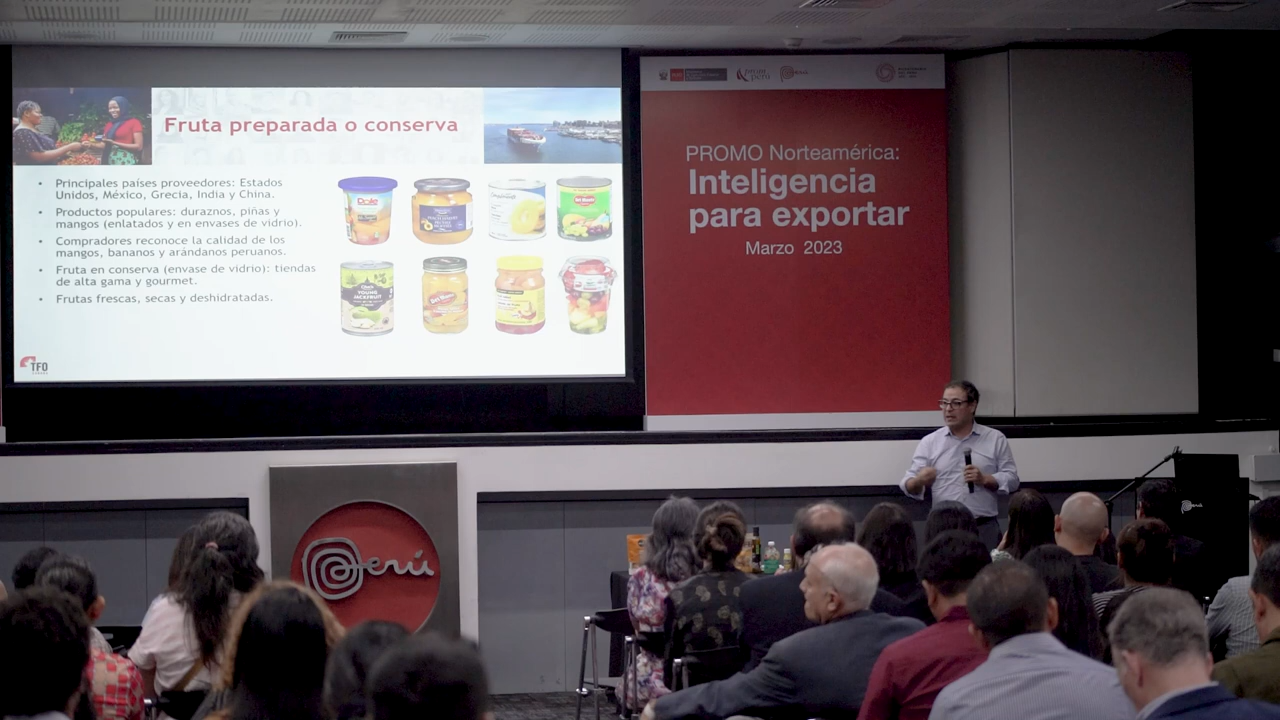 Fruta preparada o conserva
• Principales países proveedores: Estados
Unidos, México, Grecia, India y China.
• Productos populares: duraznos, piñas y
mangos (enlatados y en envases de vidrio).
• Compradores reconoce la calidad de los
mangos, bananos y arándanos peruanos.
• Fruta en conserva (envase de vidrio): tiendas
de alta gama y gourmet.
• Frutas frescas, secas y deshidratadas.
Dole
Del Monte
YOUNG
JACKFRUIT
Del Monte
TFO
PROMO Norteamérica:
Inteligencia
para exportar
Marzo 2023
Perú